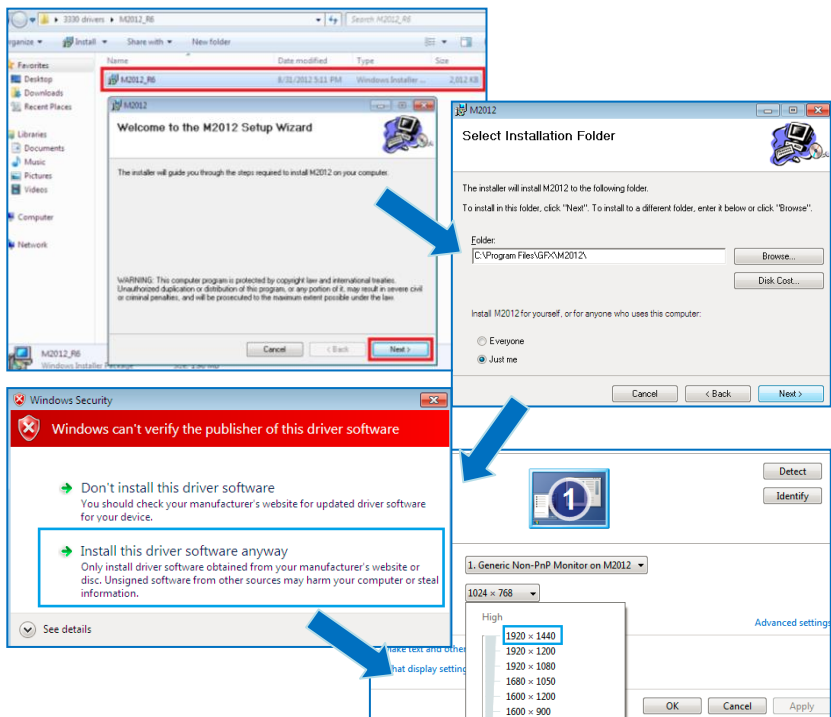 3330 drivers ▸ M2012_R6
Search M2012_R6
Install
Share with
New folder
Name
Date modified
Type
Size
Favorites
Desktop
Downloads
Recent Places
Libraries
Documents
Music
Pictures
Videos
Computer
Network
M2012_R6
8/31/2012 5:11 PM
Windows Installer ...
2,012 KB
M2012
Welcome to the M2012 Setup Wizard
The installer will guide you through the steps required to install M2012 on your computer.
WARNING: This computer program is protected by copyright law and international treaties.
Unauthorized duplication or distribution of this program, or any portion of it, may result in severe civil
or criminal penalties, and will be prosecuted to the maximum extent possible under the law.
Cancel
< Back
Next >
M2012_R6
Windows Installer
M2012
Select Installation Folder
The installer will install M2012 to the following folder.
To install in this folder, click "Next". To install to a different folder, enter it below or click "Browse".
Folder:
C:\Program Files\GFX\M2012\
Browse...
Disk Cost...
Install M2012 for yourself, or for anyone who uses this computer:
Everyone
Just me
Cancel
< Back
Next >
Windows Security
Windows can't verify the publisher of this driver software
Don't install this driver software
You should check your manufacturer's website for updated driver software
for your device.
Install this driver software anyway
Only install driver software obtained from your manufacturer's website or
disc. Unsigned software from other sources may harm your computer or steal
information.
See details
1
Detect
Identify
1. Generic Non-PnP Monitor on M2012
1024 × 768
High
1920 × 1440
1920 × 1200
1920 × 1080
1680 × 1050
1600 × 1200
1600 × 900
Advanced settings
text and other
hat display setting
OK
Cancel
Apply